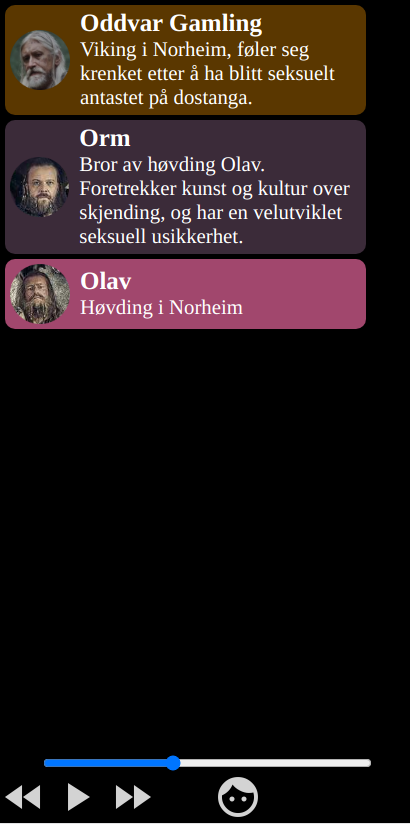 Oddvar Gamling
Viking i Norheim, føler seg
krenket etter å ha blitt seksuelt
antastet på dostanga.
Orm
Bror av høvding Olav.
Foretrekker kunst og kultur over
skjending, og har en velutviklet
seksuell usikkerhet.
Olav
Høvding i Norheim